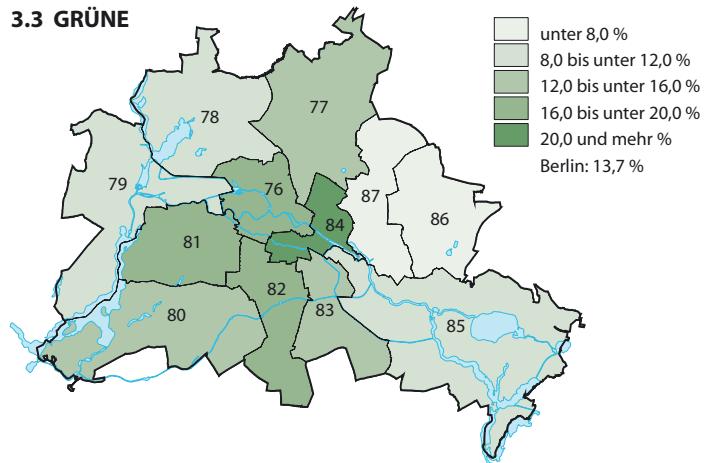 3.3 GRÜNE
unter 8,0 %
8,0 bis unter 12,0 %
12,0 bis unter 16,0 %
16,0 bis unter 20,0 %
20,0 und mehr %
Berlin: 13,7 %
77
78
79
76
87
86
84
81
82
80
83
85